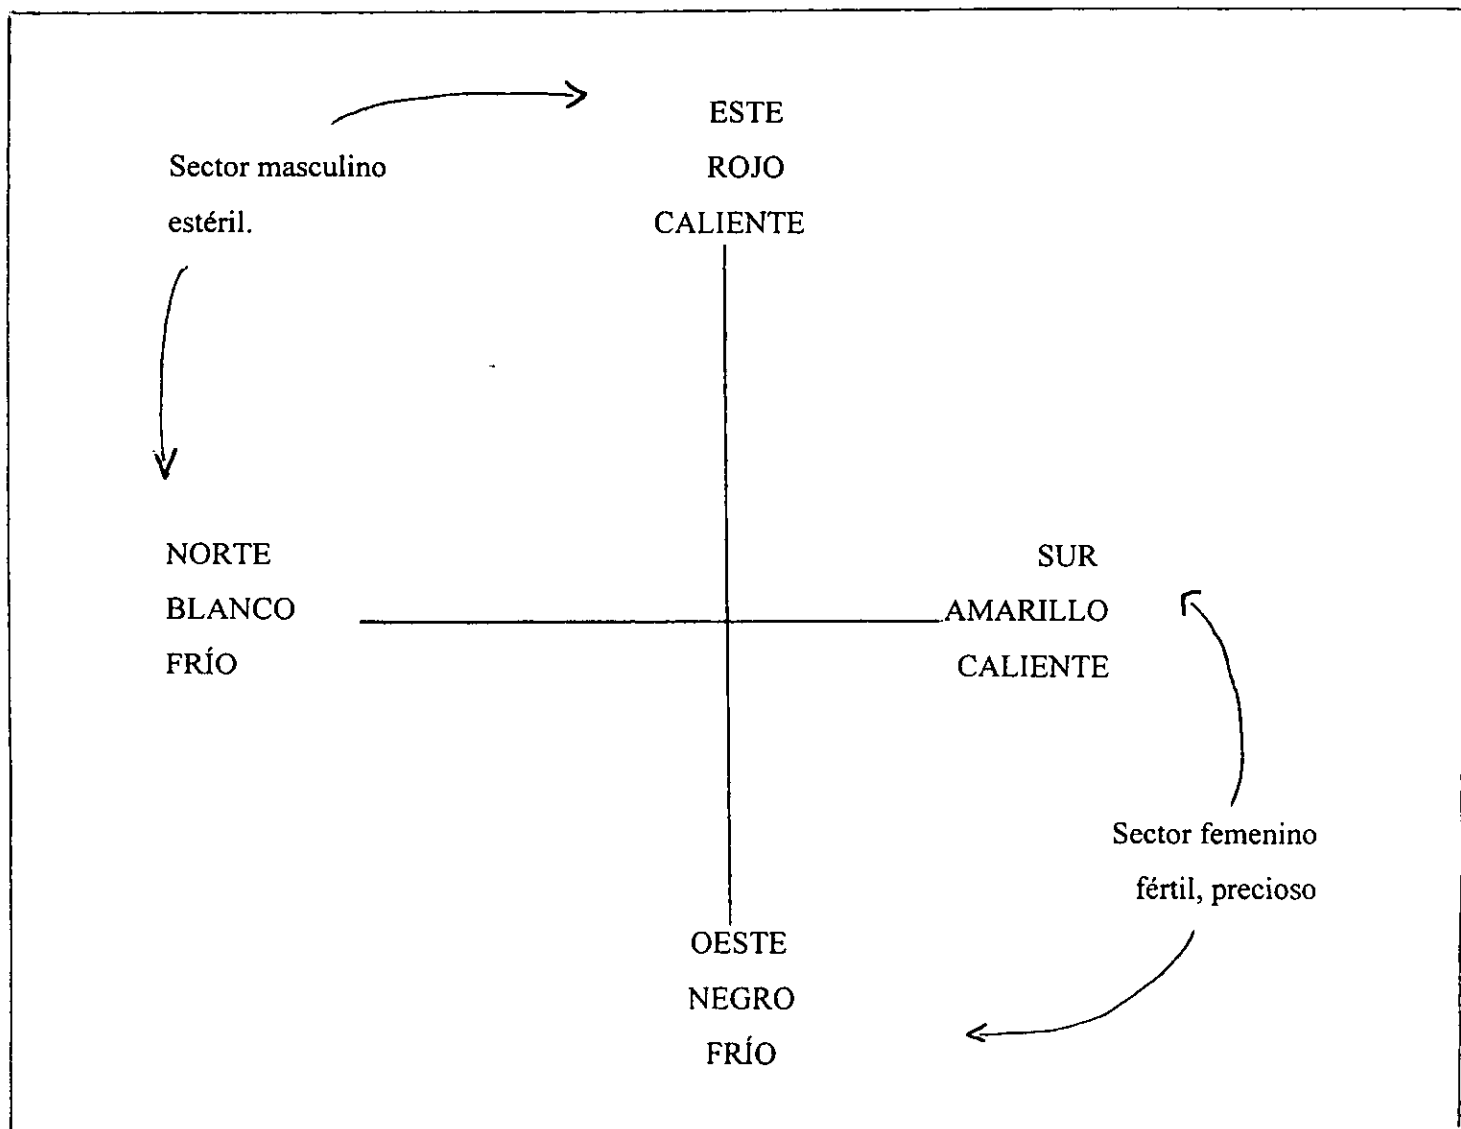 ESTE
ROJO
CALIENTE
Sector masculino
estéril.
NORTE
BLANCO
FRÍO
SUR
AMARILLO
CALIENTE
Sector femenino
fértil, precioso
OESTE
NEGRO
FRÍO